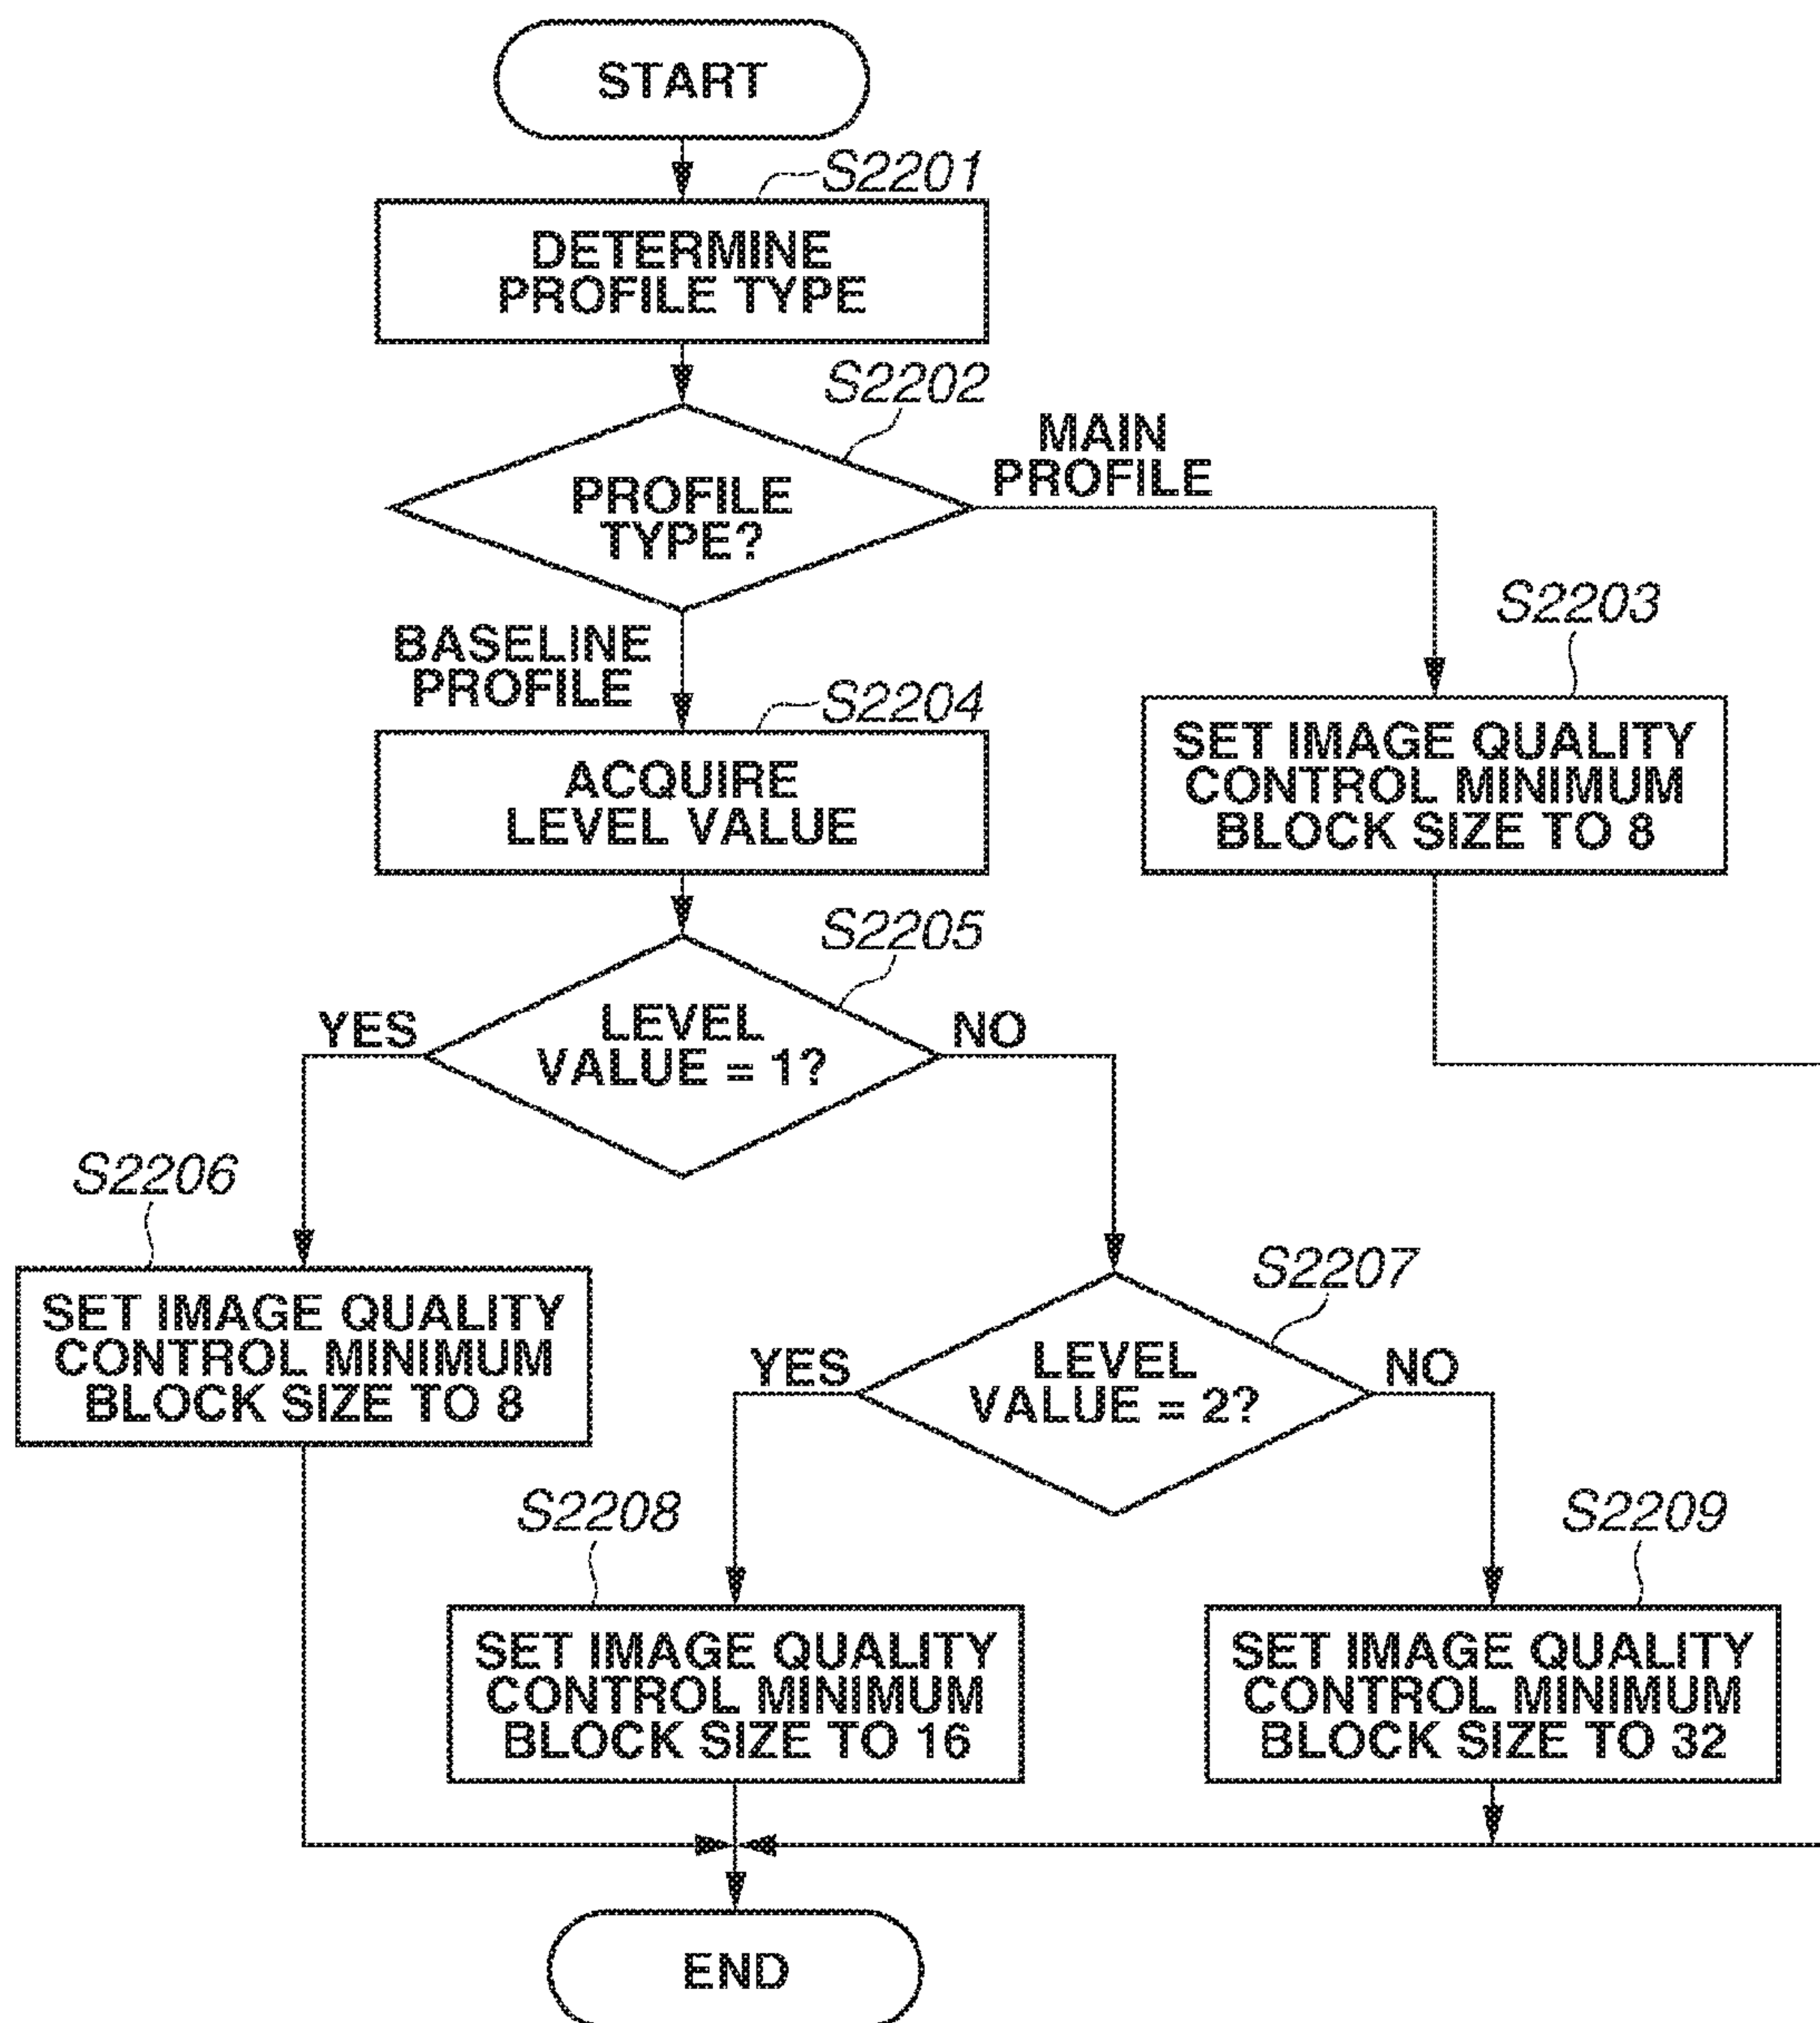 START
S2201
DETERMINE
PROFILE TYPE
S2202
PROFILE
TYPE?
MAIN
PROFILE
BASELINE
PROFILE
S2203
SET IMAGE QUALITY
CONTROL MINIMUM
BLOCK SIZE TO 8
S2204
ACQUIRE
LEVEL VALUE
S2205
LEVEL
VALUE = 1?
YES
NO
S2206
SET IMAGE QUALITY
CONTROL MINIMUM
BLOCK SIZE TO 8
S2207
LEVEL
VALUE = 2?
YES
NO
S2208
SET IMAGE QUALITY
CONTROL MINIMUM
BLOCK SIZE TO 16
S2209
SET IMAGE QUALITY
CONTROL MINIMUM
BLOCK SIZE TO 32
END